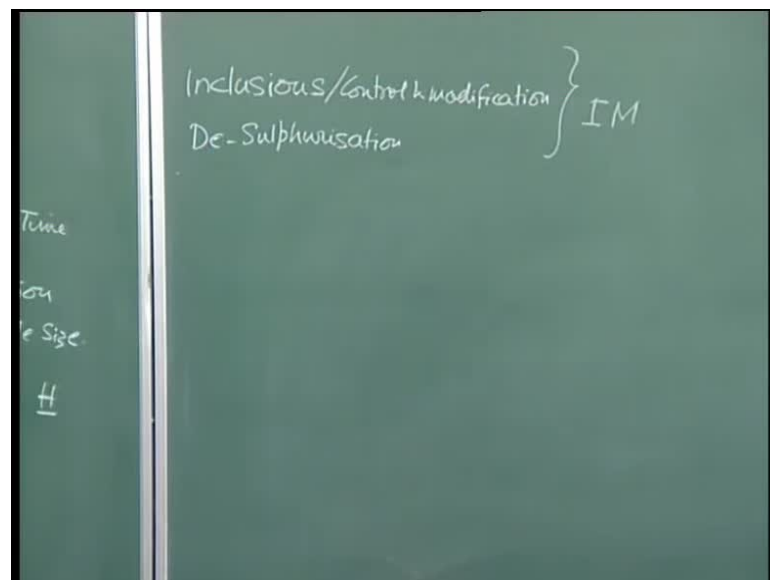 Inclusions/Control & modification } IM
De-Sulphurisation
Time
ion
e Size.
H